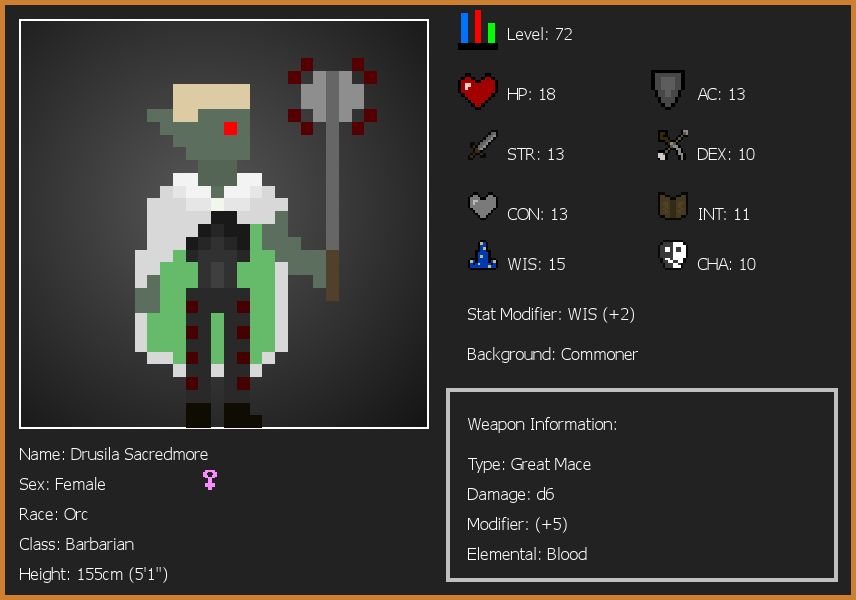 Level: 72
HP: 18
AC: 13
STR: 13
DEX: 10
CON: 13
INT: 11
WIS: 15
CHA: 10
Stat Modifier: WIS (+2)
Background: Commoner
Weapon Information:
Type: Great Mace
Damage: d6
Modifier: (+5)
Elemental: Blood
Name: Drusila Sacredmore
Sex: Female
Race: Orc
Class: Barbarian
Height: 155cm (5'1")